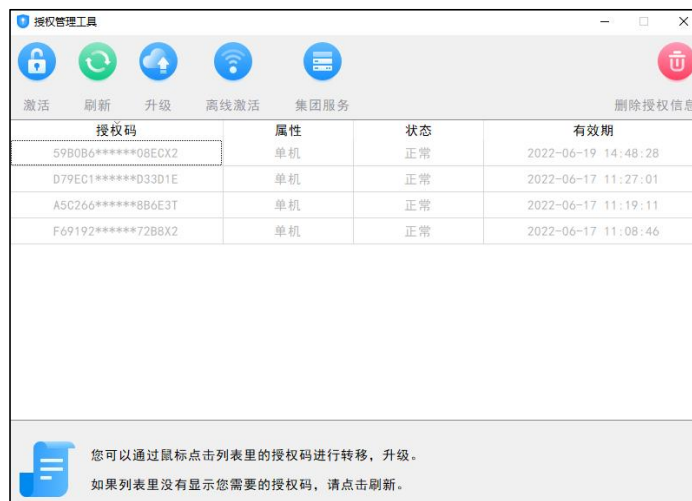 授权管理工具
激活 刷新 升级 离线激活 集团服务 删除授权信息
授权码 属性 状态 有效期
59B0B6******08ECX2 单机 正常 2022-06-19 14:48:28
D79EC1******D33D1E 单机 正常 2022-06-17 11:27:01
A5C266******8B6E3T 单机 正常 2022-06-17 11:19:11
F69192******72B8X2 单机 正常 2022-06-17 11:08:46
您可以通过鼠标点击列表里的授权码进行转移，升级。
如果列表里没有显示您需要的授权码，请点击刷新。